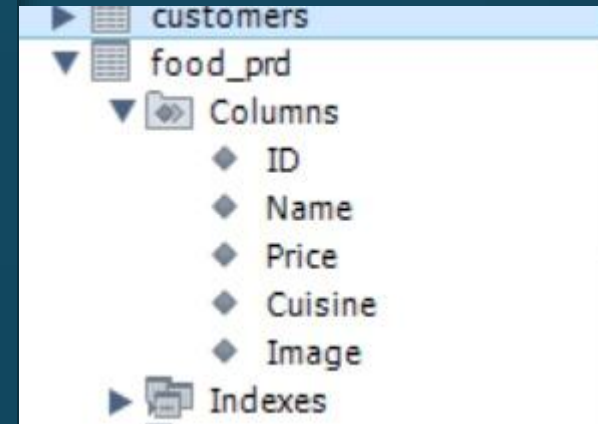 customers
food_prd
Columns
ID
Name
Price
Cuisine
Image
Indexes